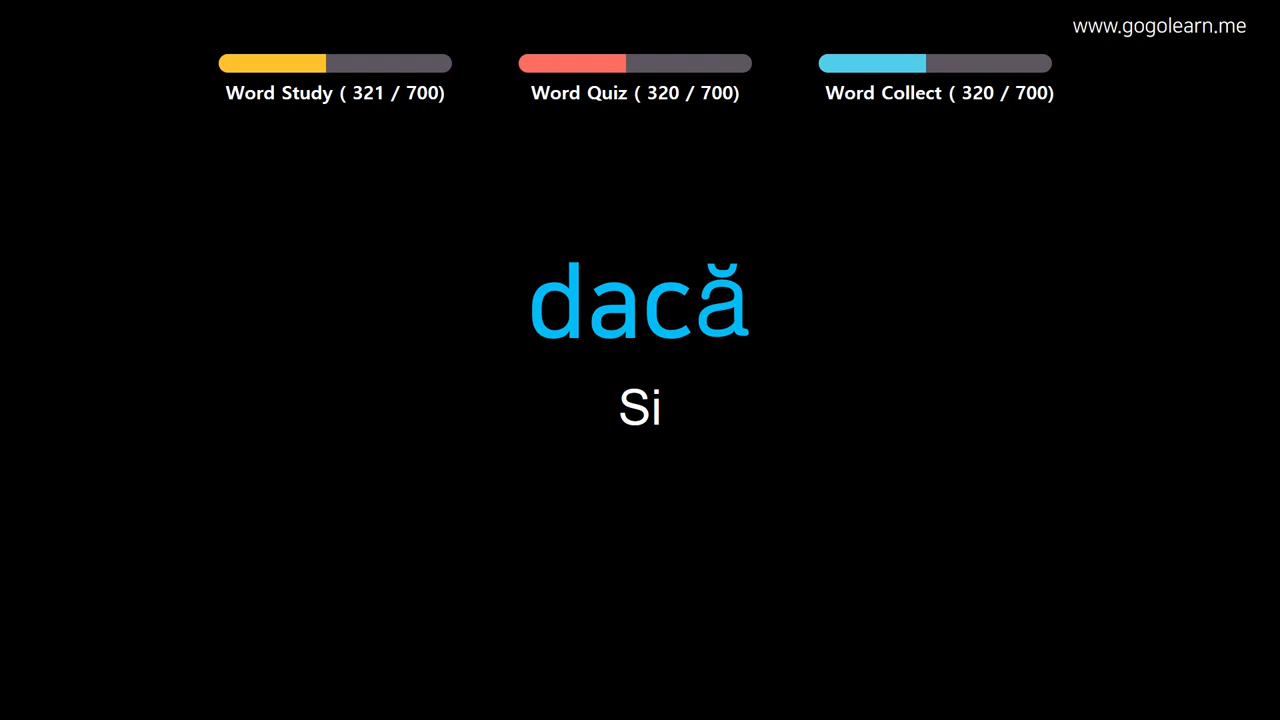 www.gogolearn.me
Word Study ( 321 / 700)
Word Quiz ( 320 / 700)
Word Collect ( 320 / 700)
dacă
Si